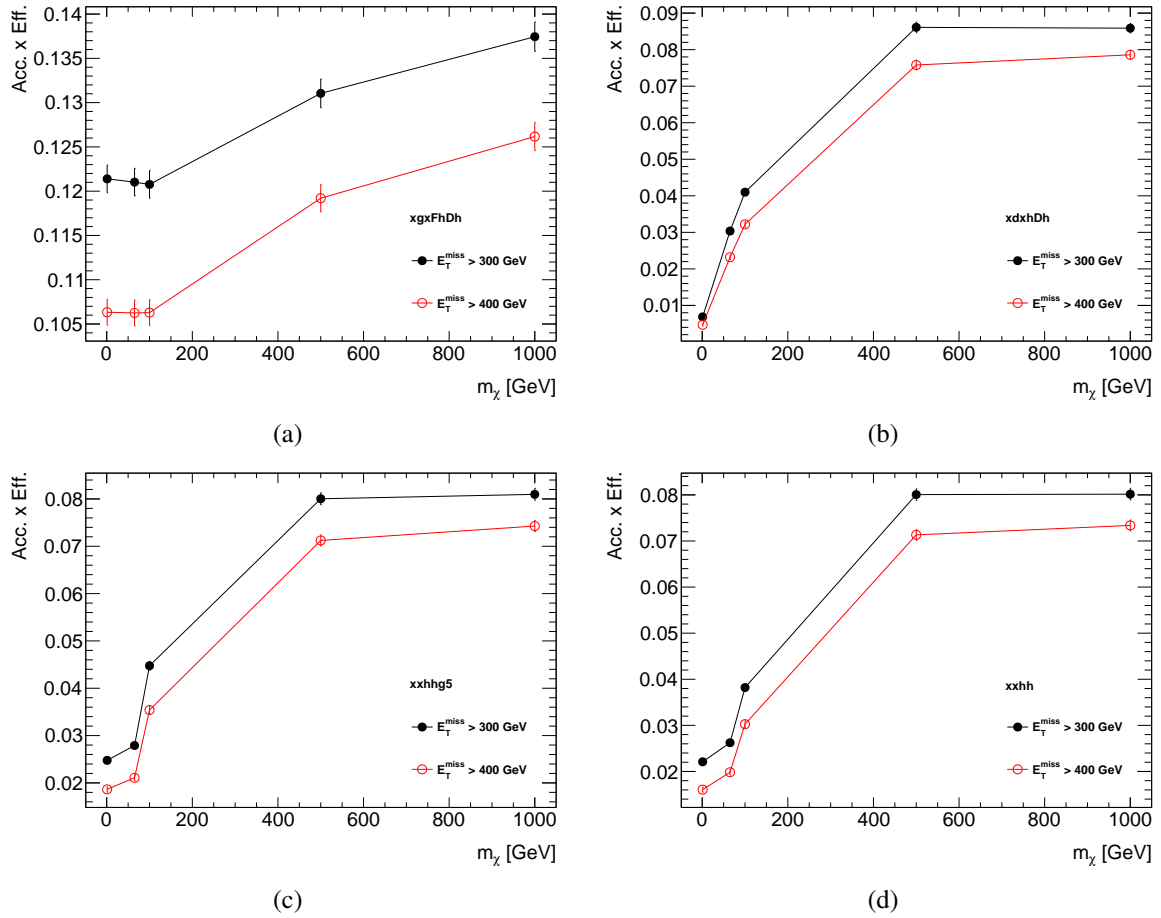 Acc. x Eff.
0.14
0.135
0.13
0.125
0.12
0.115
0.11
0.105
xgxFhDh
E_T^miss > 300 GeV
E_T^miss > 400 GeV
0 200 400 600 800 1000
m_χ [GeV]
(a)
Acc. x Eff.
0.09
0.08
0.07
0.06
0.05
0.04
0.03
0.02
0.01
xdxhDh
E_T^miss > 300 GeV
E_T^miss > 400 GeV
0 200 400 600 800 1000
m_χ [GeV]
(b)
Acc. x Eff.
0.08
0.07
0.06
0.05
0.04
0.03
0.02
xxhhg5
E_T^miss > 300 GeV
E_T^miss > 400 GeV
0 200 400 600 800 1000
m_χ [GeV]
(c)
Acc. x Eff.
0.08
0.07
0.06
0.05
0.04
0.03
0.02
xxhh
E_T^miss > 300 GeV
E_T^miss > 400 GeV
0 200 400 600 800 1000
m_χ [GeV]
(d)